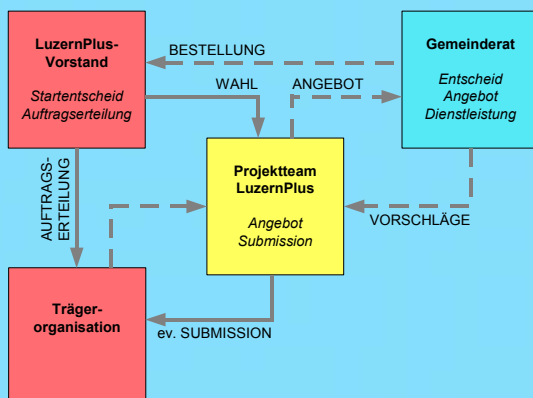 LuzernPlus-
Vorstand
Startentscheid
Auftragserteilung
BESTELLUNG
Gemeinderat
Entscheid
Angebot
Dienstleistung
WAHL
ANGEBOT
Projektteam
LuzernPlus
Angebot
Submission
AUFTRAGS-
ERTEILUNG
VORSCHLÄGE
Träger-
organisation
ev. SUBMISSION